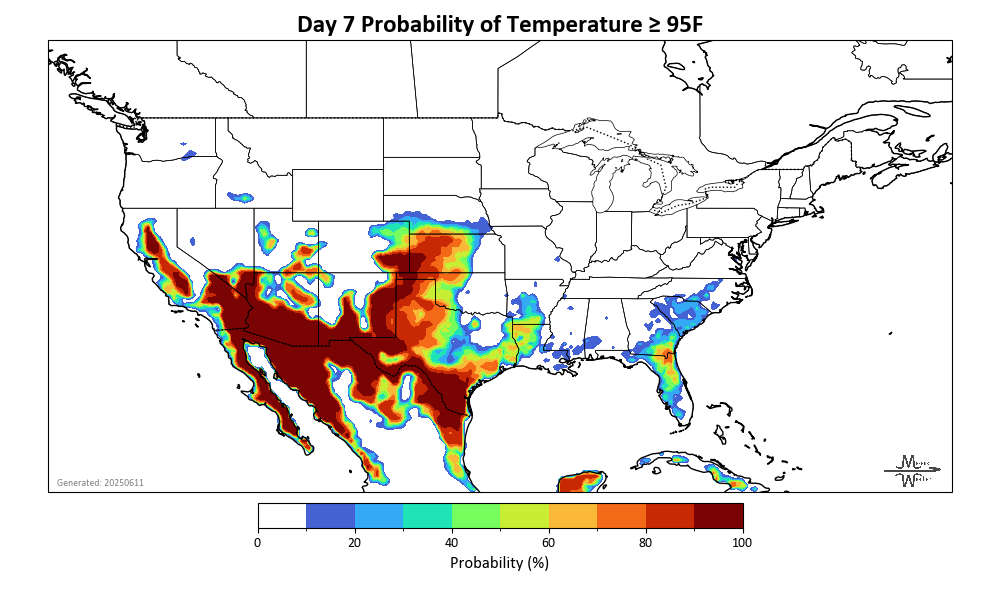 Day 7 Probability of Temperature ≥ 95F
Generated: 20250611
0 20 40 60 80 100
Probability (%)